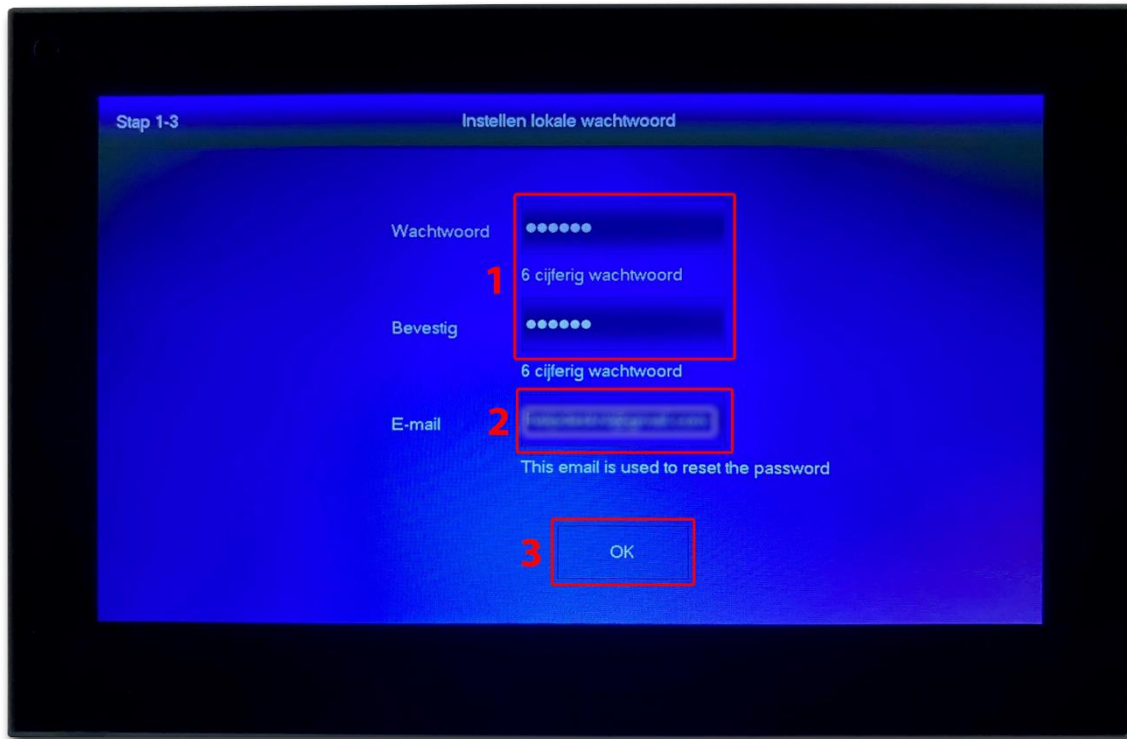 Stap 1-3
Instellen lokale wachtwoord
Wachtwoord
●●●●●●
1
6 cijferig wachtwoord
Bevestig
●●●●●●
6 cijferig wachtwoord
E-mail
2
This email is used to reset the password
3
OK